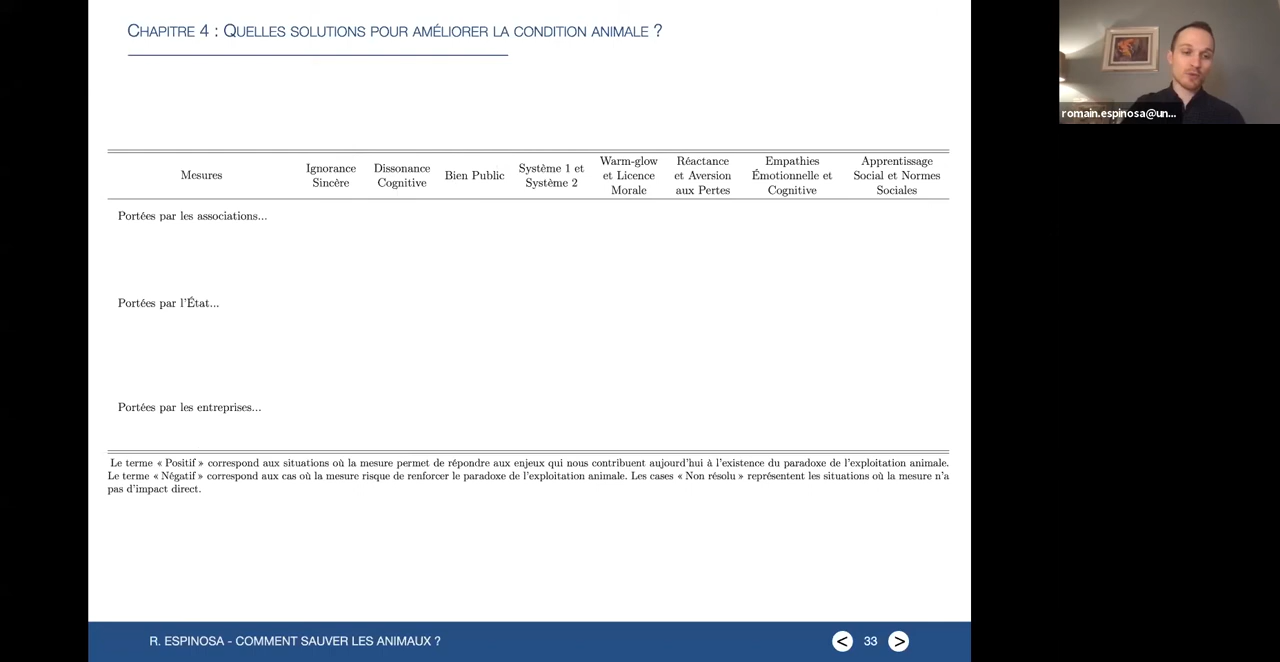 CHAPITRE 4 : QUELLES SOLUTIONS POUR AMÉLIORER LA CONDITION ANIMALE ?
romain.espinosa@un...
Mesures
Ignorance
Sincère
Dissonance
Cognitive
Bien Public
Système 1 et
Système 2
Warm-glow
et Licence
Morale
Réactance
et Aversion
aux Pertes
Empathies
Émotionnelle et
Cognitive
Apprentissage
Social et Normes
Sociales
Portées par les associations...
Portées par l'État...
Portées par les entreprises...
Le terme « Positif » correspond aux situations où la mesure permet de répondre aux enjeux qui nous contribuent aujourd'hui à l'existence du paradoxe de l'exploitation animale.
Le terme « Négatif » correspond aux cas où la mesure risque de renforcer le paradoxe de l'exploitation animale. Les cases « Non résolu » représentent les situations où la mesure n'a
pas d'impact direct.
R. ESPINOSA - COMMENT SAUVER LES ANIMAUX ?
< 33 >